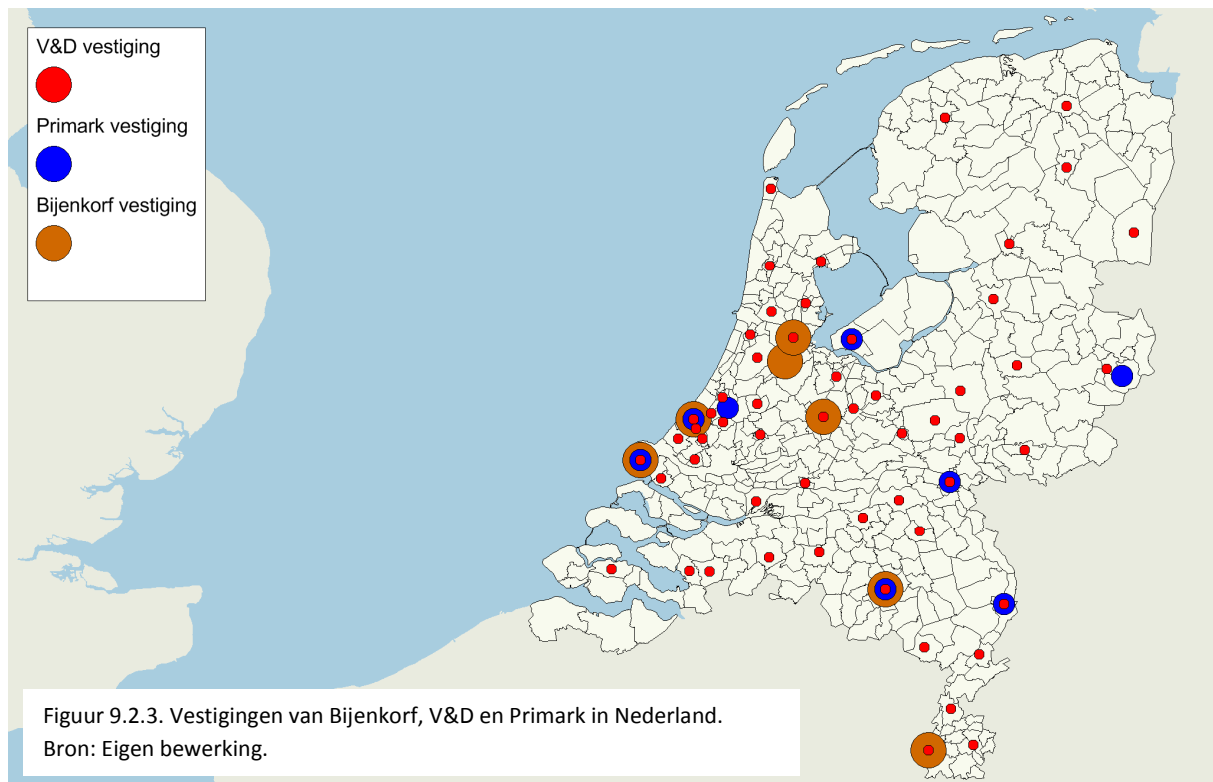 V&D vestiging
Primark vestiging
Bijenkorf vestiging
Figuur 9.2.3. Vestigingen van Bijenkorf, V&D en Primark in Nederland.
Bron: Eigen bewerking.